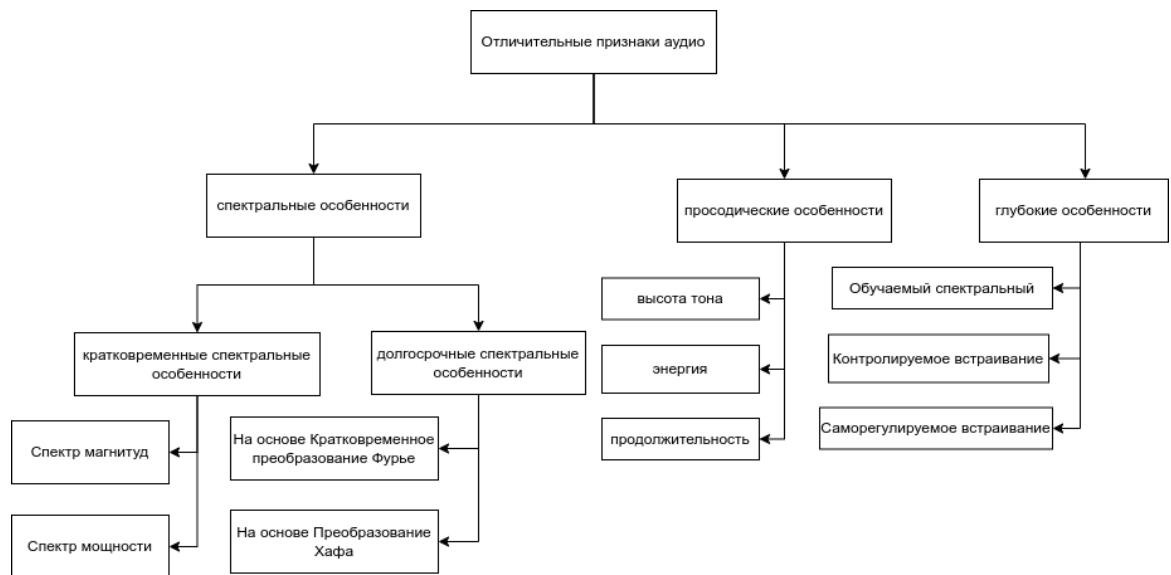 Отличительные признаки аудио
спектральные особенности
просодические особенности
глубокие особенности
кратковременные спектральные
особенности
долгосрочные спектральные
особенности
высота тона
энергия
продолжительность
Обучаемый спектральный
Контролируемое встраивание
Саморегулируемое встраивание
Спектр магнитуд
Спектр мощности
На основе Кратковременное
преобразование Фурье
На основе Преобразование
Хафа